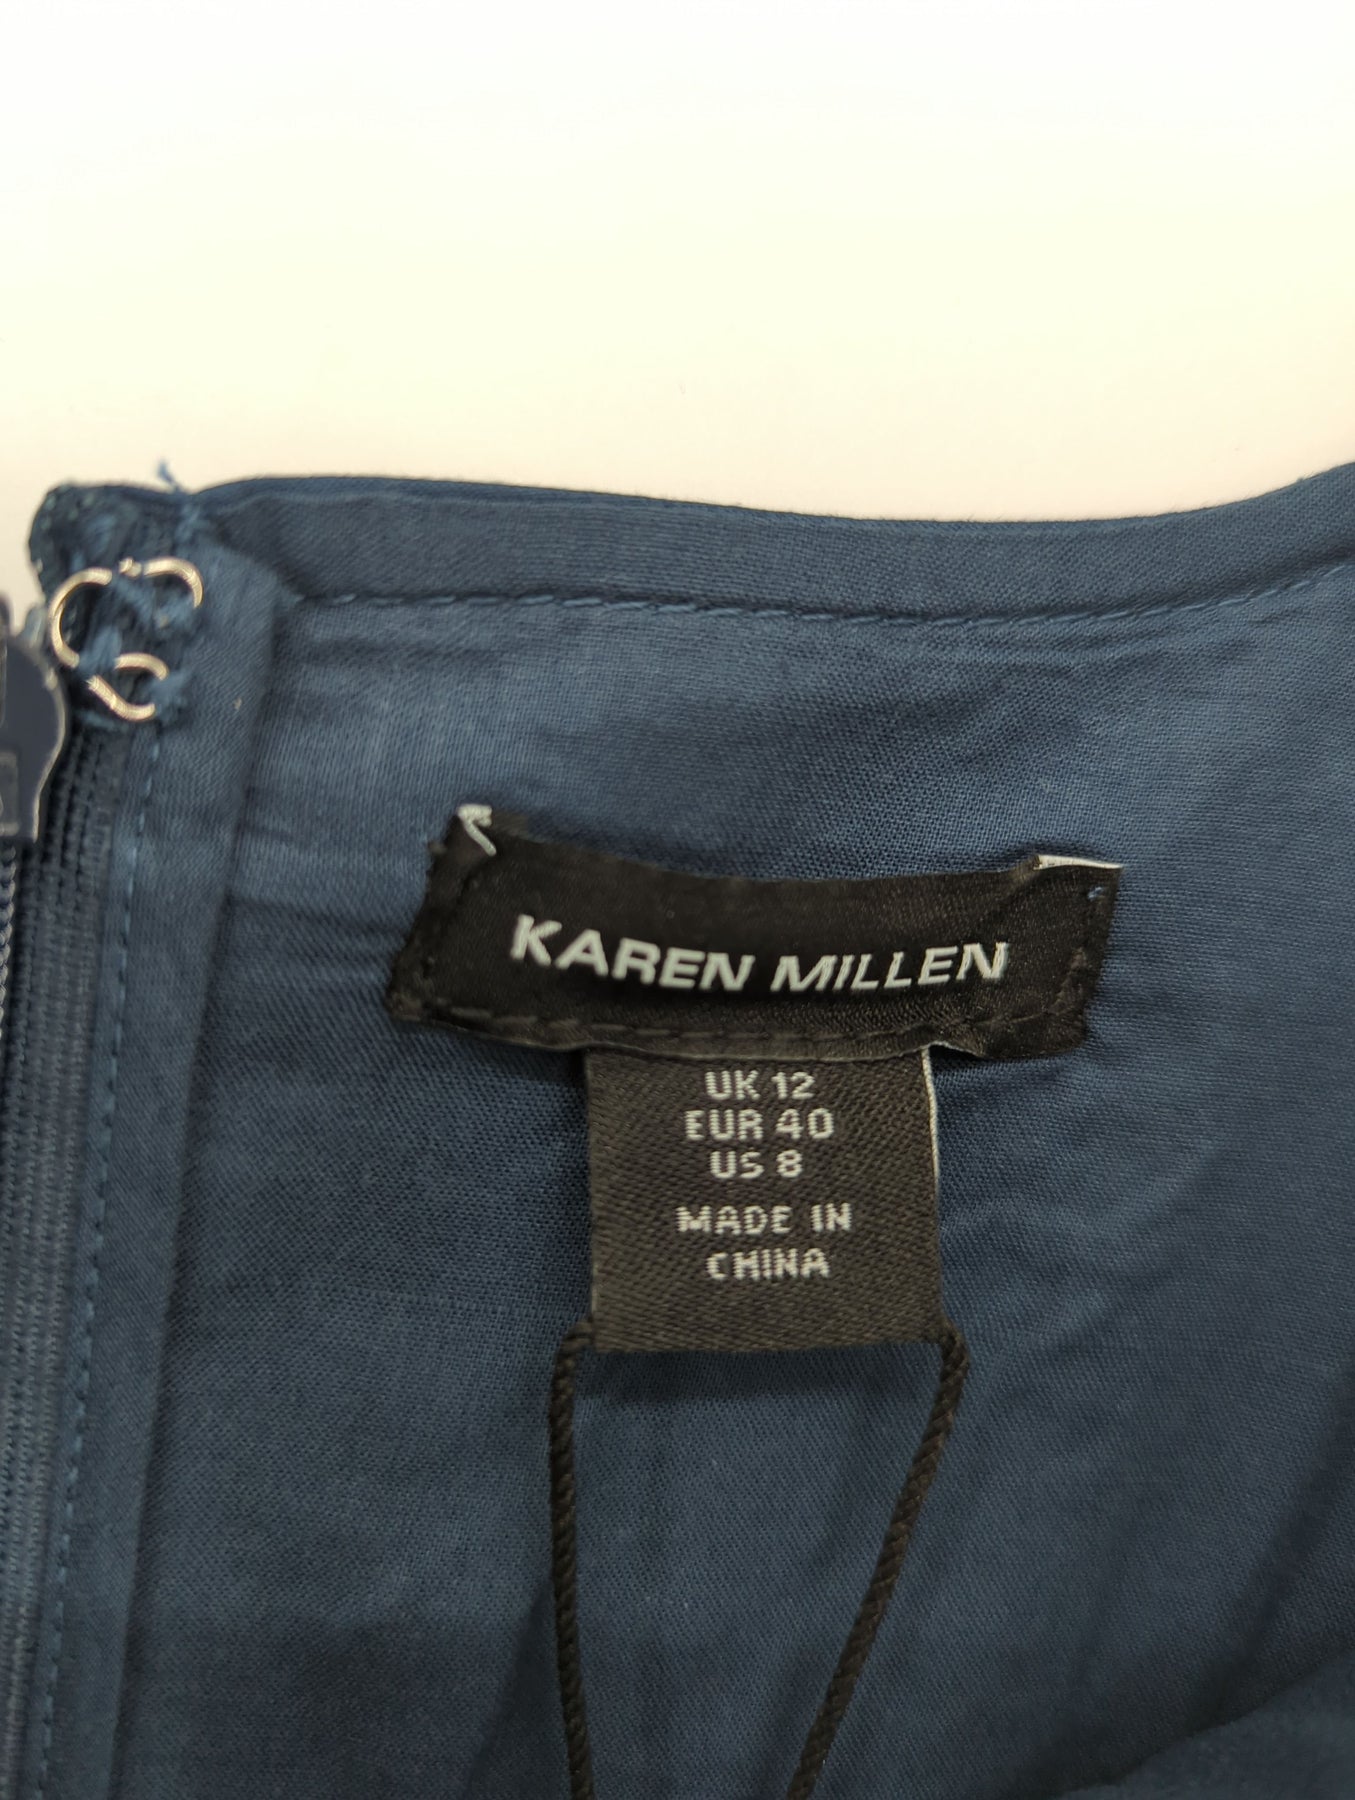 KAREN MILLEN
UK 12
EUR 40
US 8
MADE IN
CHINA